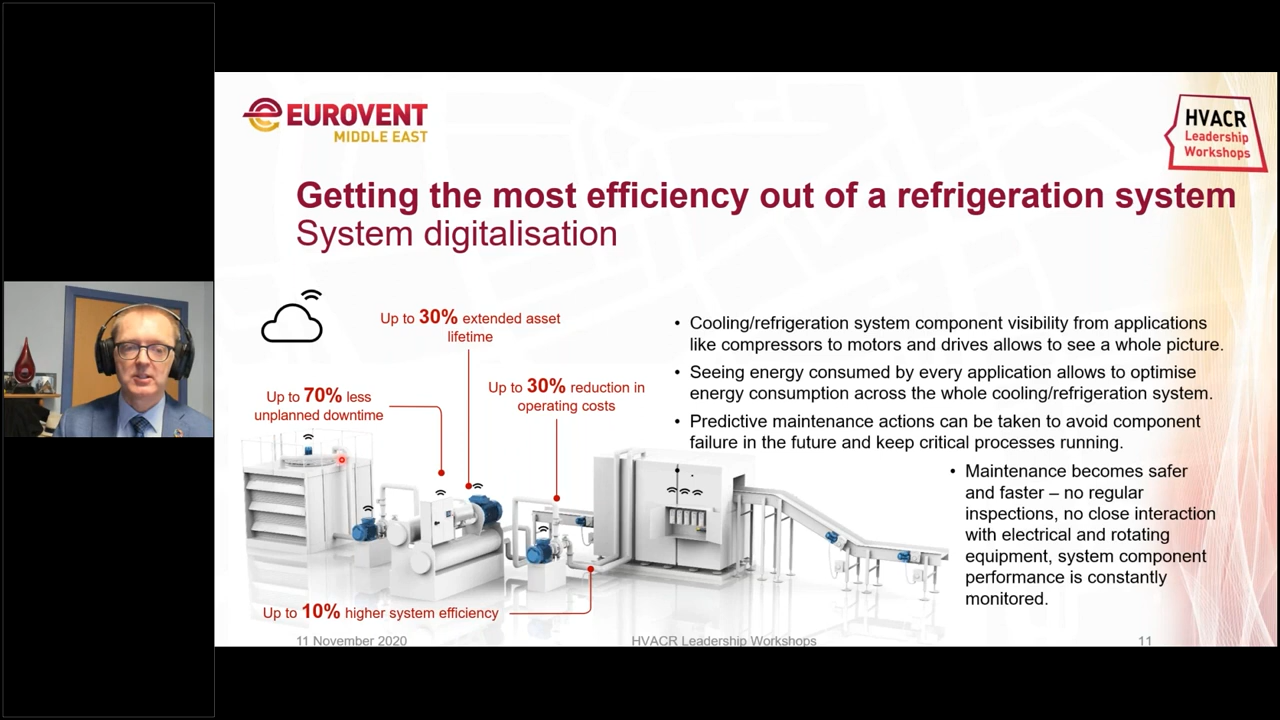 EUROVENT
MIDDLE EAST
HVACR
Leadership
Workshops
Getting the most efficiency out of a refrigeration system
System digitalisation
Up to 30% extended asset
lifetime
Up to 70% less
unplanned downtime
Up to 30% reduction in
operating costs
Up to 10% higher system efficiency
• Cooling/refrigeration system component visibility from applications
like compressors to motors and drives allows to see a whole picture.
• Seeing energy consumed by every application allows to optimise
energy consumption across the whole cooling/refrigeration system.
• Predictive maintenance actions can be taken to avoid component
failure in the future and keep critical processes running.
• Maintenance becomes safer
and faster – no regular
inspections, no close interaction
with electrical and rotating
equipment, system component
performance is constantly
monitored.
11 November 2020
HVACR Leadership Workshops
11